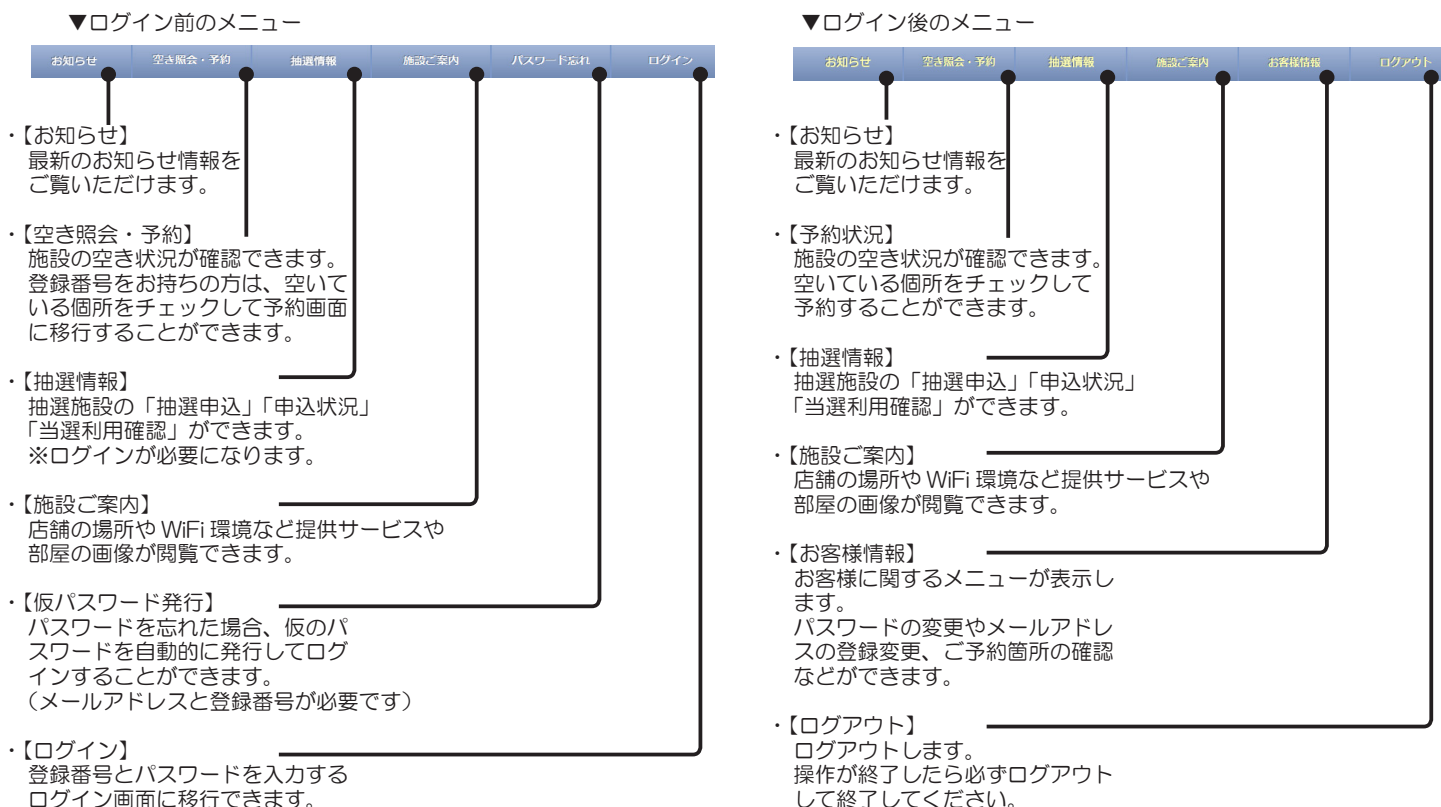 ▼ログイン前のメニュー
お知らせ 空き照会・予約 抽選情報 施設ご案内 パスワード忘れ ログイン
・【お知らせ】
最新のお知らせ情報を
ご覧いただけます。
・【空き照会・予約】
施設の空き状況が確認できます。
登録番号をお持ちの方は、空いて
いる個所をチェックして予約画面
に移行することができます。
・【抽選情報】
抽選施設の「抽選申込」「申込状況」
「当選利用確認」ができます。
※ログインが必要になります。
・【施設ご案内】
店舗の場所や WiFi 環境など提供サービスや
部屋の画像が閲覧できます。
・【仮パスワード発行】
パスワードを忘れた場合、仮のパ
スワードを自動的に発行してログ
インすることができます。
（メールアドレスと登録番号が必要です）
・【ログイン】
登録番号とパスワードを入力する
ログイン画面に移行できます。
▼ログイン後のメニュー
お知らせ 空き照会・予約 抽選情報 施設ご案内 お客様情報 ログアウト
・【お知らせ】
最新のお知らせ情報を
ご覧いただけます。
・【予約状況】
施設の空き状況が確認できます。
空いている個所をチェックして
予約することができます。
・【抽選情報】
抽選施設の「抽選申込」「申込状況」
「当選利用確認」ができます。
・【施設ご案内】
店舗の場所や WiFi 環境など提供サービスや
部屋の画像が閲覧できます。
・【お客様情報】
お客様に関するメニューが表示し
ます。
パスワードの変更やメールアドレ
スの登録変更、ご予約箇所の確認
などができます。
・【ログアウト】
ログアウトします。
操作が終了したら必ずログアウト
して終了してください。